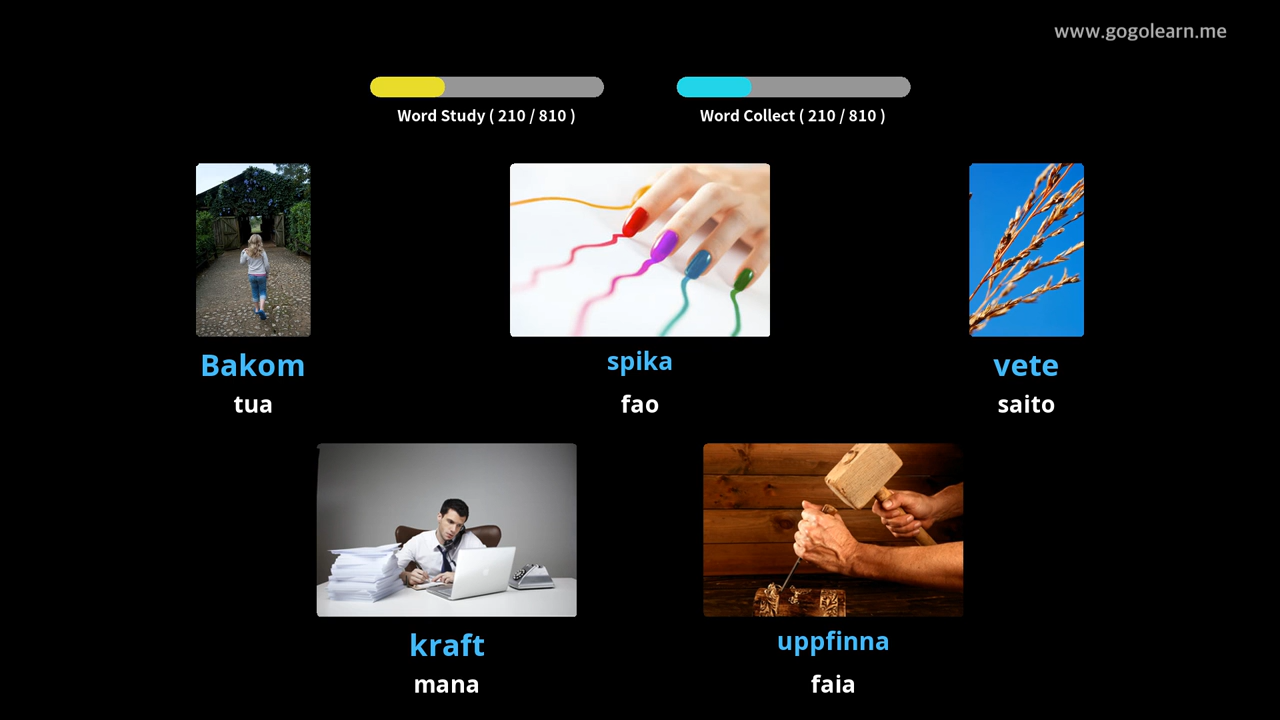 www.gogolearn.me
Word Study ( 210 / 810 )
Word Collect ( 210 / 810 )
Bakom
tua
spika
fao
vete
saito
kraft
mana
uppfinna
faia